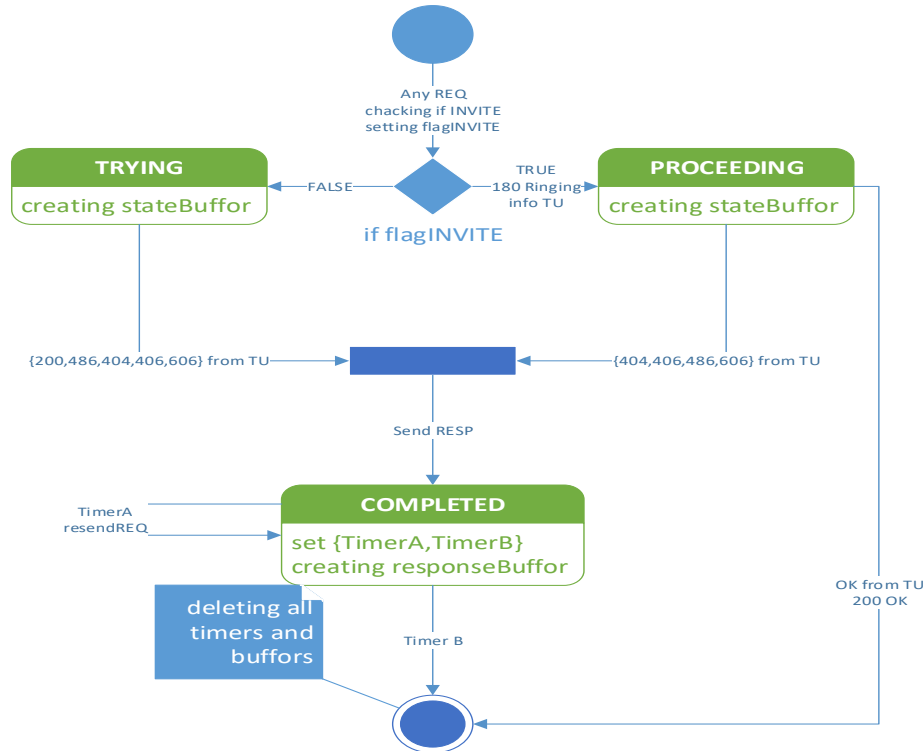 Any REQ
chacking if INVITE
setting flagINVITE
TRYING
creating stateBuffor
FALSE
TRUE
180 Ringing
info TU
PROCEEDING
creating stateBuffor
if flagINVITE
{200,486,404,406,606} from TU
{404,406,486,606} from TU
Send RESP
TimerA
resendREQ
COMPLETED
set {TimerA,TimerB}
creating responseBuffor
OK from TU
200 OK
deleting all
timers and
buffors
Timer B